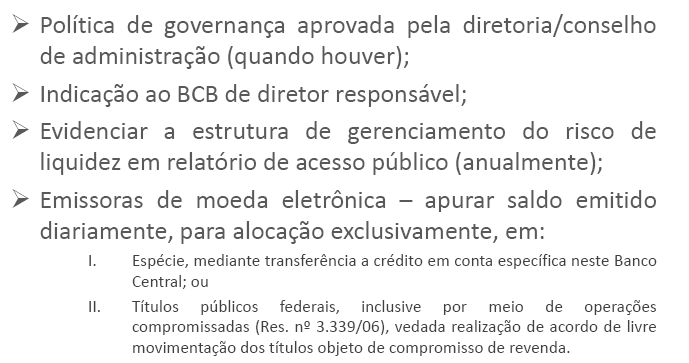 ➢ Política de governança aprovada pela diretoria/conselho
de administração (quando houver);
➢ Indicação ao BCB de diretor responsável;
➢ Evidenciar a estrutura de gerenciamento do risco de
liquidez em relatório de acesso público (anualmente);
➢ Emissoras de moeda eletrônica – apurar saldo emitido
diariamente, para alocação exclusivamente, em:
I. Espécie, mediante transferência a crédito em conta específica neste Banco
Central; ou
II. Títulos públicos federais, inclusive por meio de operações
compromissadas (Res. nº 3.339/06), vedada realização de acordo de livre
movimentação dos títulos objeto de compromisso de revenda.